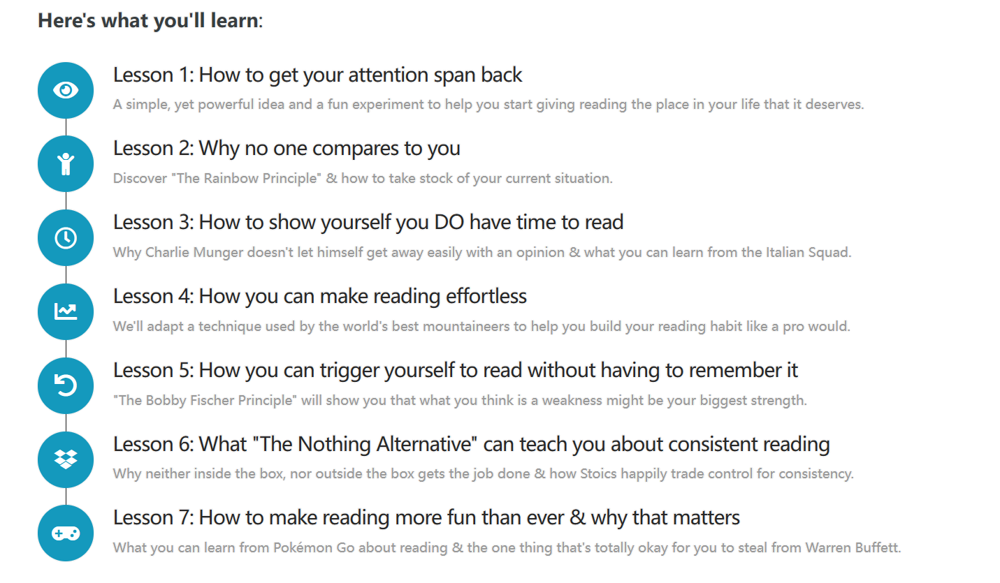 Here's what you'll learn:
Lesson 1: How to get your attention span back
A simple, yet powerful idea and a fun experiment to help you start giving reading the place in your life that it deserves.
Lesson 2: Why no one compares to you
Discover "The Rainbow Principle" & how to take stock of your current situation.
Lesson 3: How to show yourself you DO have time to read
Why Charlie Munger doesn't let himself get away easily with an opinion & what you can learn from the Italian Squad.
Lesson 4: How you can make reading effortless
We'll adapt a technique used by the world's best mountaineers to help you build your reading habit like a pro would.
Lesson 5: How you can trigger yourself to read without having to remember it
"The Bobby Fischer Principle" will show you that what you think is a weakness might be your biggest strength.
Lesson 6: What "The Nothing Alternative" can teach you about consistent reading
Why neither inside the box, nor outside the box gets the job done & how Stoics happily trade control for consistency.
Lesson 7: How to make reading more fun than ever & why that matters
What you can learn from Pokémon Go about reading & the one thing that's totally okay for you to steal from Warren Buffett.